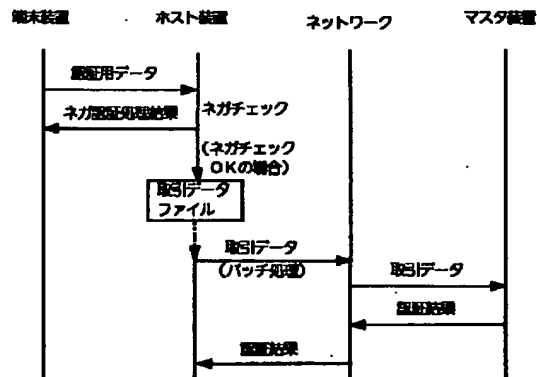 端末装置
ホスト装置
ネットワーク
マスタ装置
認証用データ
ネガ認証処理結果
ネガチェック
(ネガチェック
OKの場合)
取引データ
ファイル
取引データ
(バッチ処理)
取引データ
認証結果
認証結果